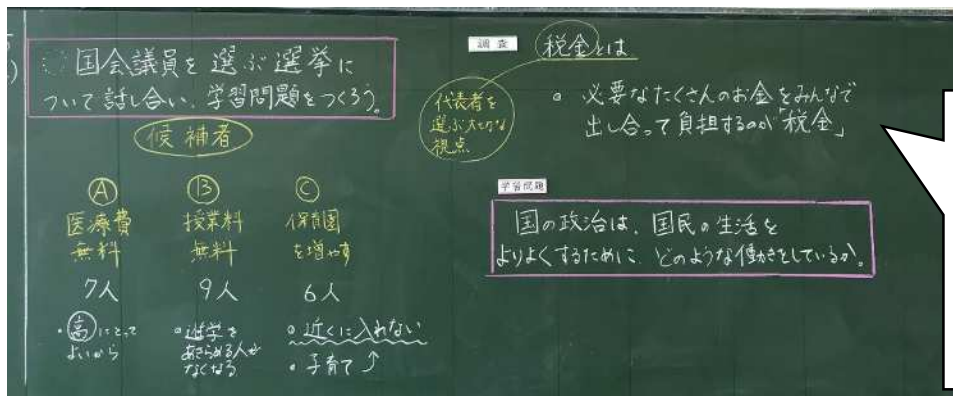 国会議員を選ぶ選挙に
ついて話し合い、学習問題をつくろう。
候補者
Ⓐ
医療費
無料
7人
・㊤にとって
よいから
Ⓑ
授業料
無料
9人
・進学を
あきらめる人が
なくなる
Ⓒ
保育園
を増やす
6人
・近くに入れない
・子育て↑
調査
税金とは
代表者を
選ぶ大切な
視点
・必要なたくさんのお金をみんなで
出し合って負担するのが「税金」
学習問題
国の政治は、国民の生活を
よりよくするために、どのような働きをしているか。